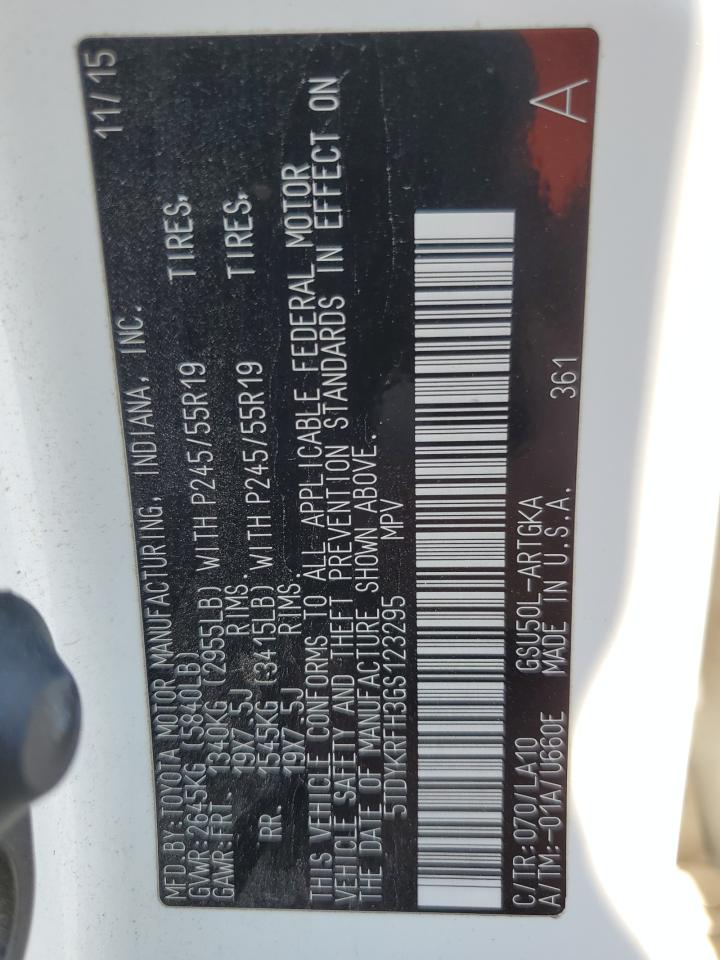 MFD BY:TOYOTA MOTOR MANUFACTURING, INDIANA, INC. 11/15
GVWR:2645KG (5840LB)
GAWR:FRT. 1340KG (2955LB) WITH P245/55R19 TIRES,
19X7.5J RIMS.
RR. 1545KG (3415LB) WITH P245/55R19 TIRES,
19X7.5J RIMS.
THIS VEHICLE CONFORMS TO ALL APPLICABLE FEDERAL MOTOR
VEHICLE SAFETY AND THEFT PREVENTION STANDARDS IN EFFECT ON
THE DATE OF MANUFACTURE SHOWN ABOVE.
5TDYKRFH3GS123295 MPV
C/TR:070/LA10 GSU50L-ARTGKA
A/TM:-01A/U660E MADE IN U.S.A. 361 A